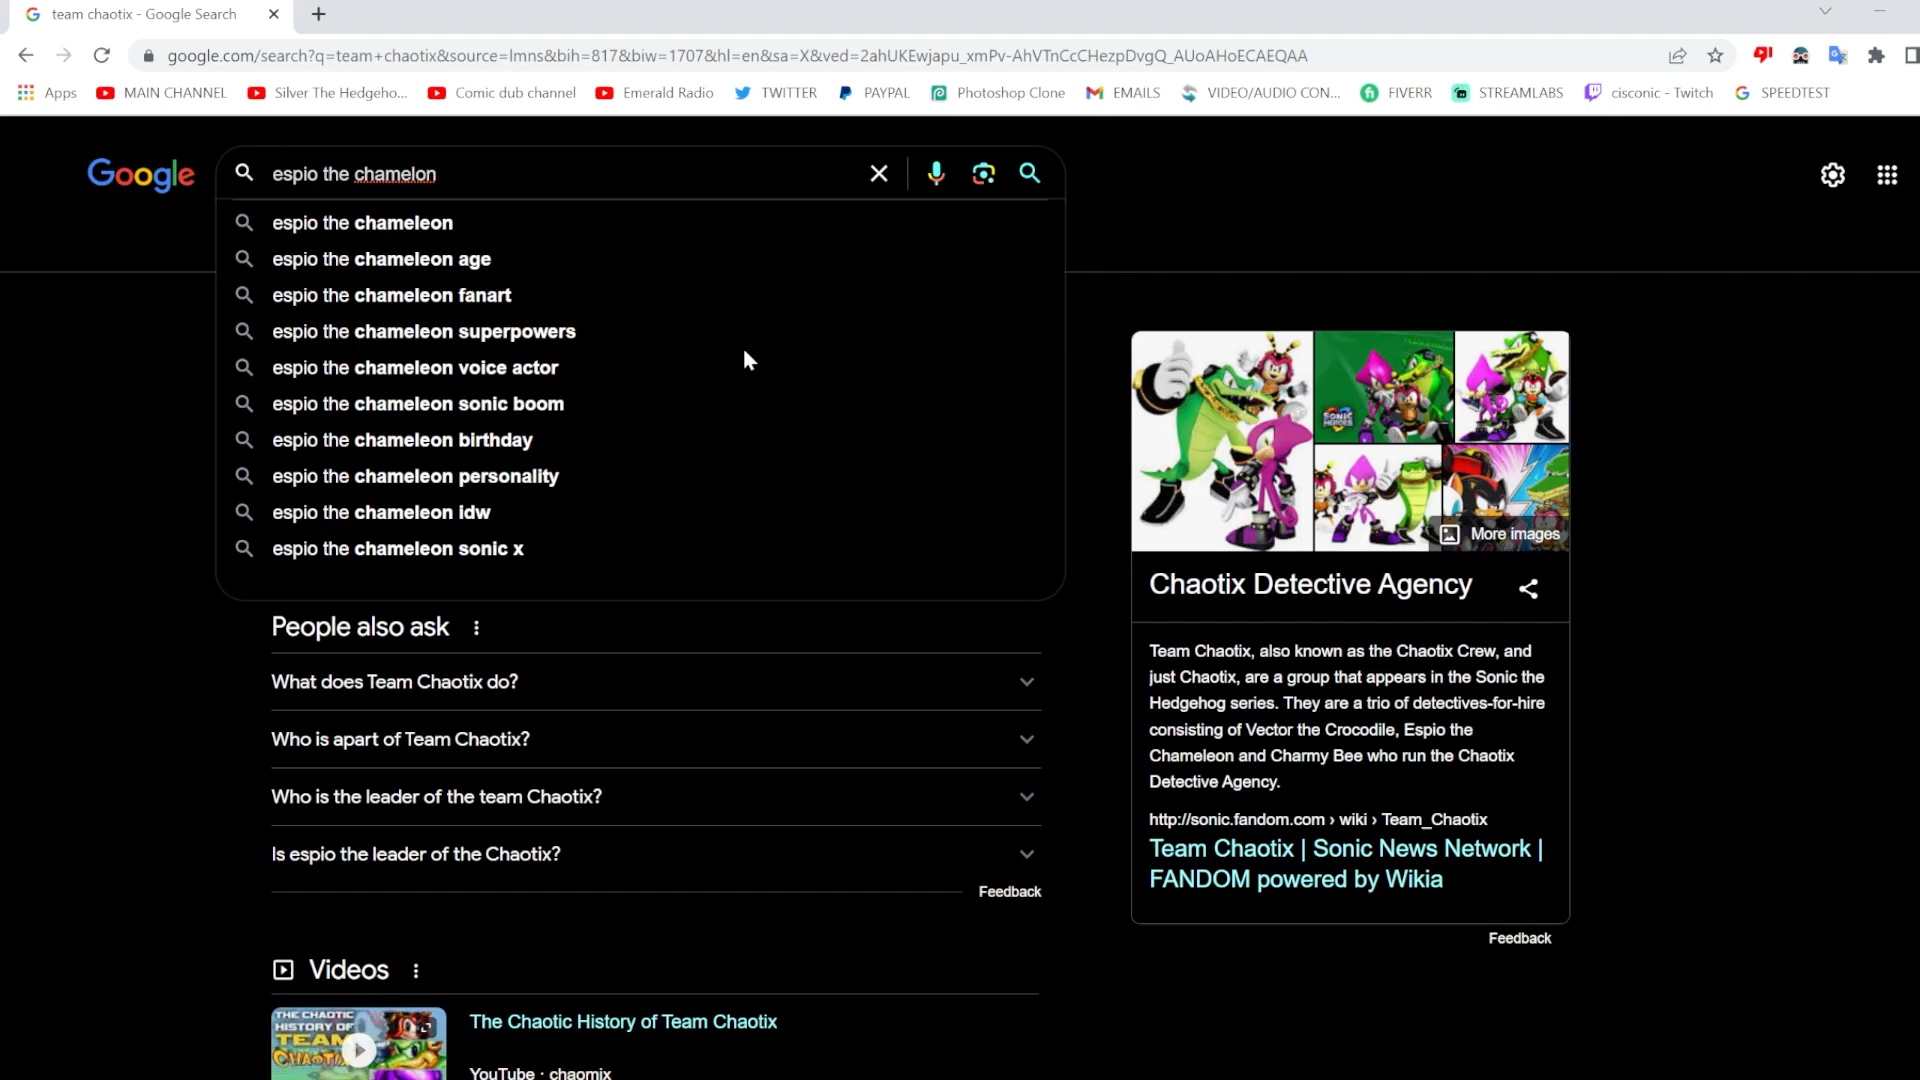 team chaotix - Google Search
google.com/search?q=team+chaotix&source=lmns&bih=817&biw=1707&hl=en&sa=X&ved=2ahUKEwjapu_xmPv-AhVTnCcCHezpDvgQ_AUoAHoECAEQAA
Apps MAIN CHANNEL Silver The Hedgeho... Comic dub channel Emerald Radio TWITTER PAYPAL Photoshop Clone EMAILS VIDEO/AUDIO CON... FIVERR STREAMLABS cisconic - Twitch SPEEDTEST
Google espio the chamelon
espio the chameleon
espio the chameleon age
espio the chameleon fanart
espio the chameleon superpowers
espio the chameleon voice actor
espio the chameleon sonic boom
espio the chameleon birthday
espio the chameleon personality
espio the chameleon idw
espio the chameleon sonic x
People also ask
What does Team Chaotix do?
Who is apart of Team Chaotix?
Who is the leader of the team Chaotix?
Is espio the leader of the Chaotix?
Feedback
Videos
THE CHAOTIC
HISTORY OF
TEAM
CHAOTIX
The Chaotic History of Team Chaotix
YouTube · chaomix
SONIC
HEROES
More images
Chaotix Detective Agency
Team Chaotix, also known as the Chaotix Crew, and
just Chaotix, are a group that appears in the Sonic the
Hedgehog series. They are a trio of detectives-for-hire
consisting of Vector the Crocodile, Espio the
Chameleon and Charmy Bee who run the Chaotix
Detective Agency.
http://sonic.fandom.com › wiki › Team_Chaotix
Team Chaotix | Sonic News Network |
FANDOM powered by Wikia
Feedback